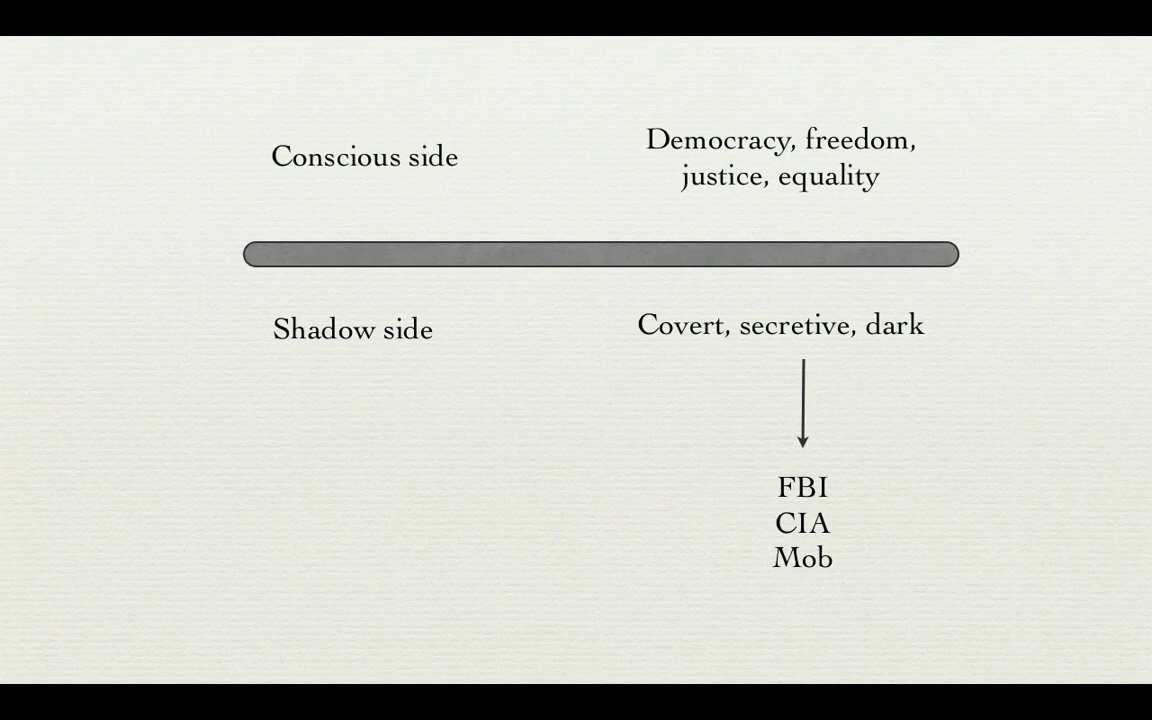 Conscious side
Democracy, freedom,
justice, equality
Shadow side
Covert, secretive, dark
FBI
CIA
Mob